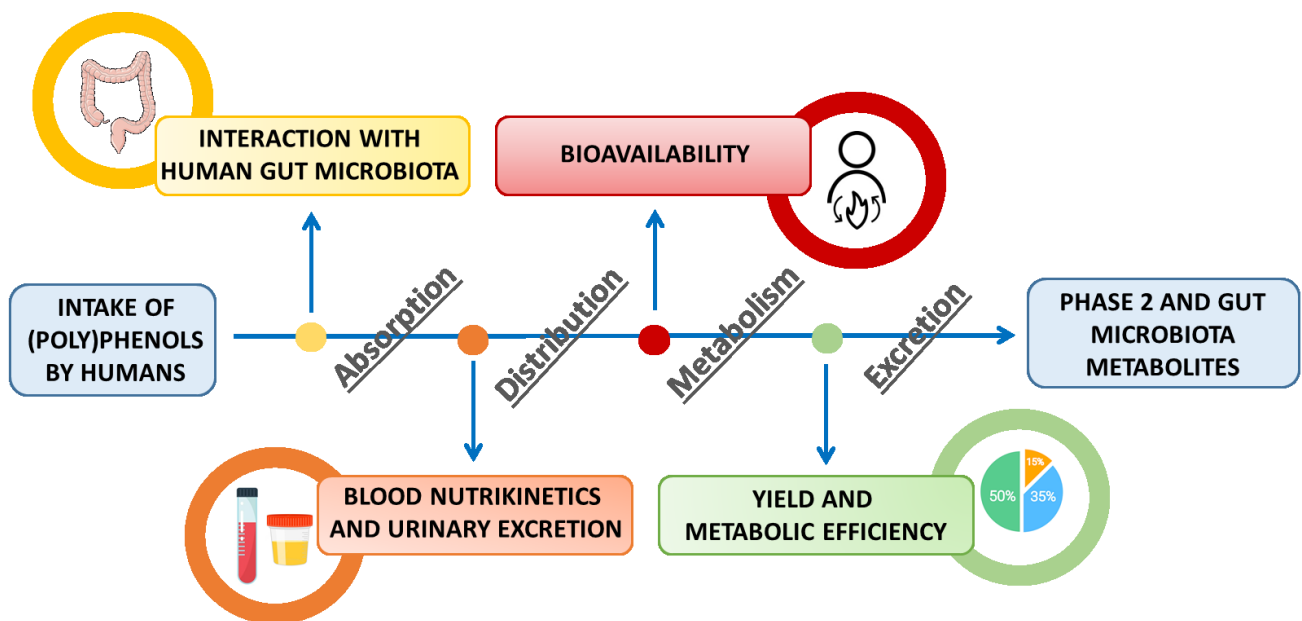 INTERACTION WITH
HUMAN GUT MICROBIOTA
BIOAVAILABILITY
INTAKE OF
(POLY)PHENOLS
BY HUMANS
Absorption
Distribution
Metabolism
Excretion
PHASE 2 AND GUT
MICROBIOTA
METABOLITES
BLOOD NUTRIKINETICS
AND URINARY EXCRETION
YIELD AND
METABOLIC EFFICIENCY
15%
50%
35%